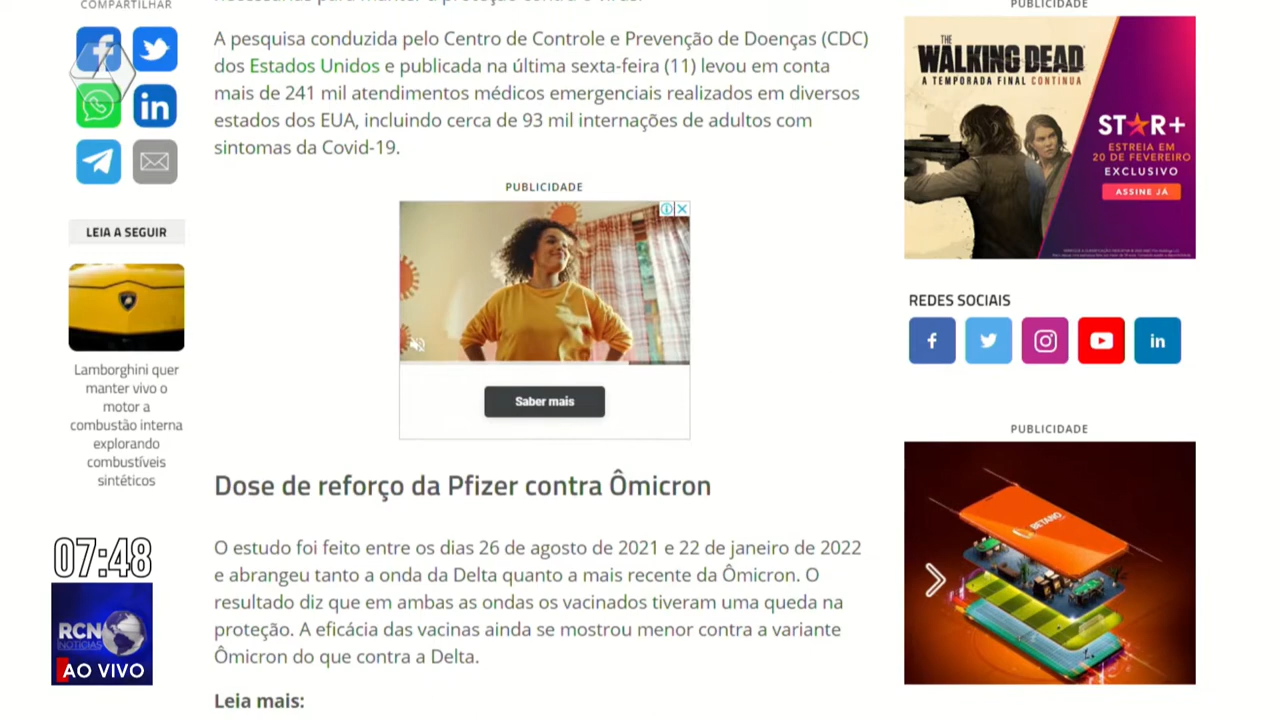 COMPARTILHAR
A pesquisa conduzida pelo Centro de Controle e Prevenção de Doenças (CDC)
dos Estados Unidos e publicada na última sexta-feira (11) levou em conta
mais de 241 mil atendimentos médicos emergenciais realizados em diversos
estados dos EUA, incluindo cerca de 93 mil internações de adultos com
sintomas da Covid-19.
PUBLICIDADE
Saber mais
LEIA A SEGUIR
Lamborghini quer
manter vivo o
motor a
combustão interna
explorando
combustíveis
sintéticos
Dose de reforço da Pfizer contra Ômicron
O estudo foi feito entre os dias 26 de agosto de 2021 e 22 de janeiro de 2022
e abrangeu tanto a onda da Delta quanto a mais recente da Ômicron. O
resultado diz que em ambas as ondas os vacinados tiveram uma queda na
proteção. A eficácia das vacinas ainda se mostrou menor contra a variante
Ômicron do que contra a Delta.
Leia mais:
PUBLICIDADE
THE
WALKING DEAD
A TEMPORADA FINAL CONTINUA
STAR+
ESTREIA EM
20 DE FEVEREIRO
EXCLUSIVO
ASSINE JÁ
REDES SOCIAIS
PUBLICIDADE
BETANO
07:48
RCN
NOTÍCIAS
AO VIVO